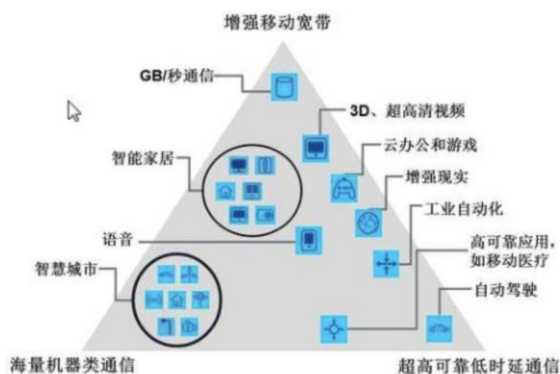 增强移动宽带
GB/秒通信
3D、超高清视频
智能家居
云办公和游戏
增强现实
工业自动化
语音
高可靠应用，
如移动医疗
智慧城市
自动驾驶
海量机器类通信
超高可靠低时延通信